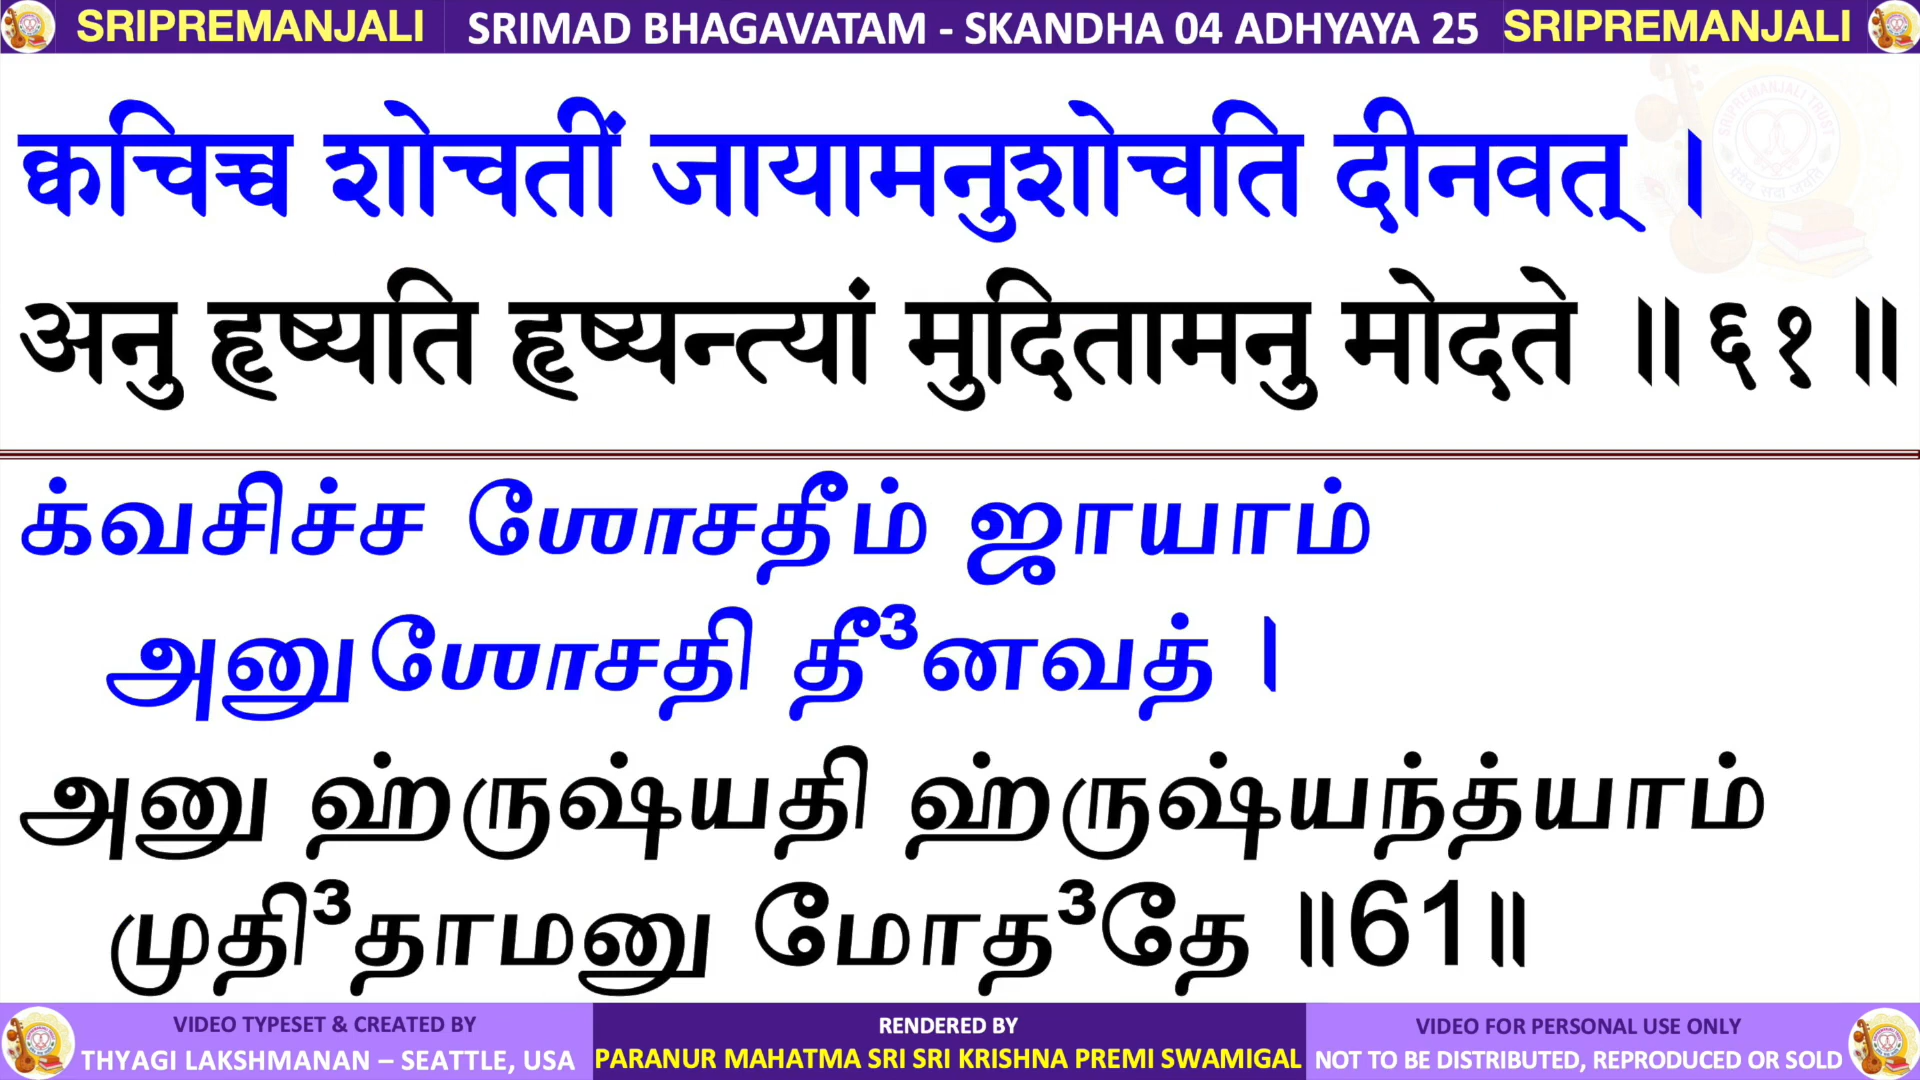 SRIPREMANJALI SRIMAD BHAGAVATAM - SKANDHA 04 ADHYAYA 25 SRIPREMANJALI
क्वचिच्च शोचतीं जायामनुशोचति दीनवत् ।
अनु हृष्यति हृष्यन्त्यां मुदितामनु मोदते ॥ ६१ ॥
க்வசிச்ச ஶோசதீம் ஜாயாம்
அனுஶோசதி தீ³னவத் ।
அனு ஹ்ருஷ்யதி ஹ்ருஷ்யந்த்யாம்
முதி³தாமனு மோத³தே ॥61॥
VIDEO TYPESET & CREATED BY
THYAGI LAKSHMANAN – SEATTLE, USA
RENDERED BY
PARANUR MAHATMA SRI SRI KRISHNA PREMI SWAMIGAL
VIDEO FOR PERSONAL USE ONLY
NOT TO BE DISTRIBUTED, REPRODUCED OR SOLD